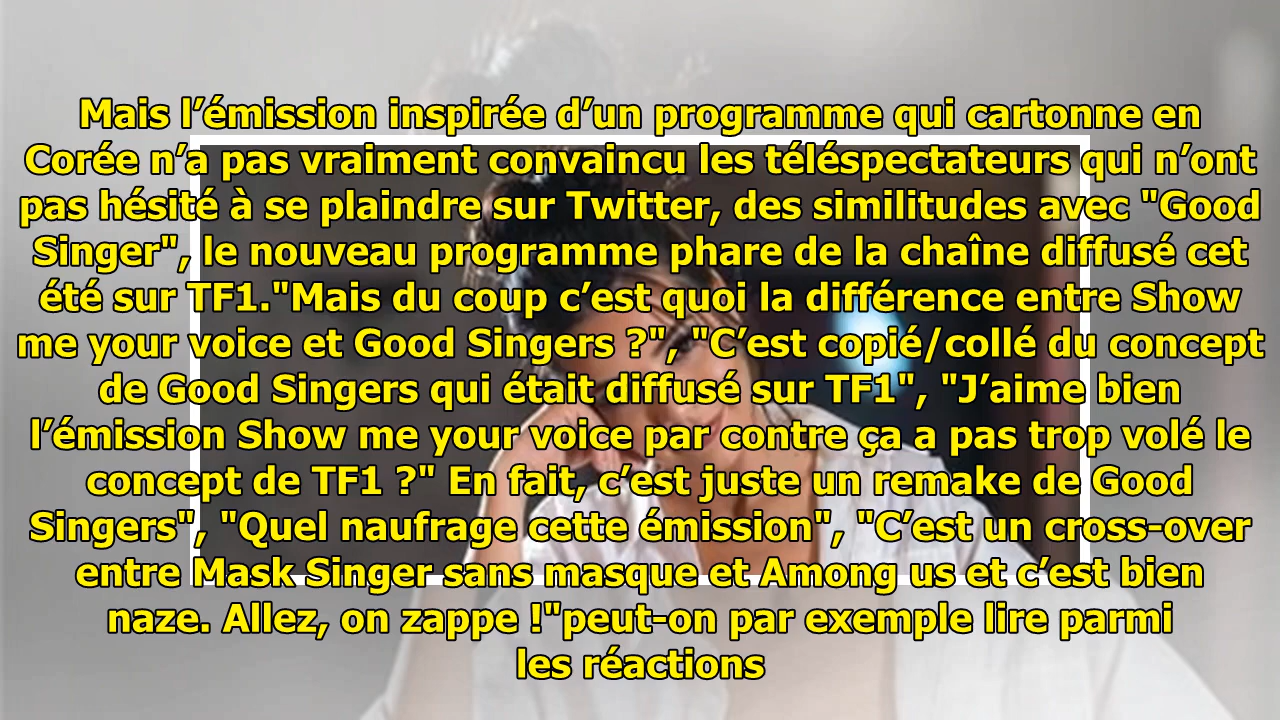 Mais l’émission inspirée d’un programme qui cartonne en
Corée n’a pas vraiment convaincu les téléspectateurs qui n’ont
pas hésité à se plaindre sur Twitter, des similitudes avec "Good
Singer", le nouveau programme phare de la chaîne diffusé cet
été sur TF1."Mais du coup c’est quoi la différence entre Show
me your voice et Good Singers ?", "C’est copié/collé du concept
de Good Singers qui était diffusé sur TF1", "J’aime bien
l’émission Show me your voice par contre ça a pas trop volé le
concept de TF1 ?" En fait, c’est juste un remake de Good
Singers", "Quel naufrage cette émission", "C’est un cross-over
entre Mask Singer sans masque et Among us et c’est bien
naze. Allez, on zappe !"peut-on par exemple lire parmi
les réactions